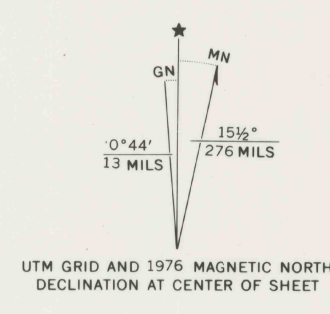 ★
MN
GN
0°44′
13 MILS
15½°
276 MILS
UTM GRID AND 1976 MAGNETIC NORTH
DECLINATION AT CENTER OF SHEET